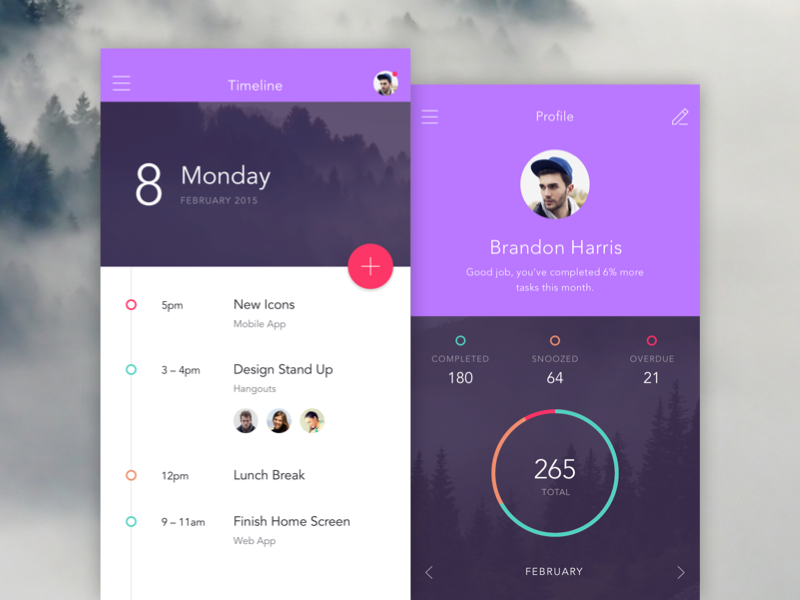 Timeline
8
Monday
FEBRUARY 2015
5pm
New Icons
Mobile App
3 – 4pm
Design Stand Up
Hangouts
12pm
Lunch Break
9 – 11am
Finish Home Screen
Web App
Profile
Brandon Harris
Good job, you've completed 6% more
tasks this month.
COMPLETED
180
SNOOZED
64
OVERDUE
21
265
TOTAL
FEBRUARY